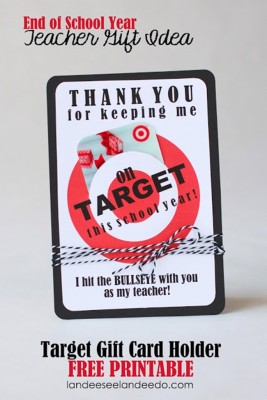 End of School Year
Teacher Gift Idea
THANK YOU
for keeping me
on
TARGET
this school year!
I hit the BULLSEYE with you
as my teacher!
Target Gift Card Holder
FREE PRINTABLE
landeeseelandeedo.com